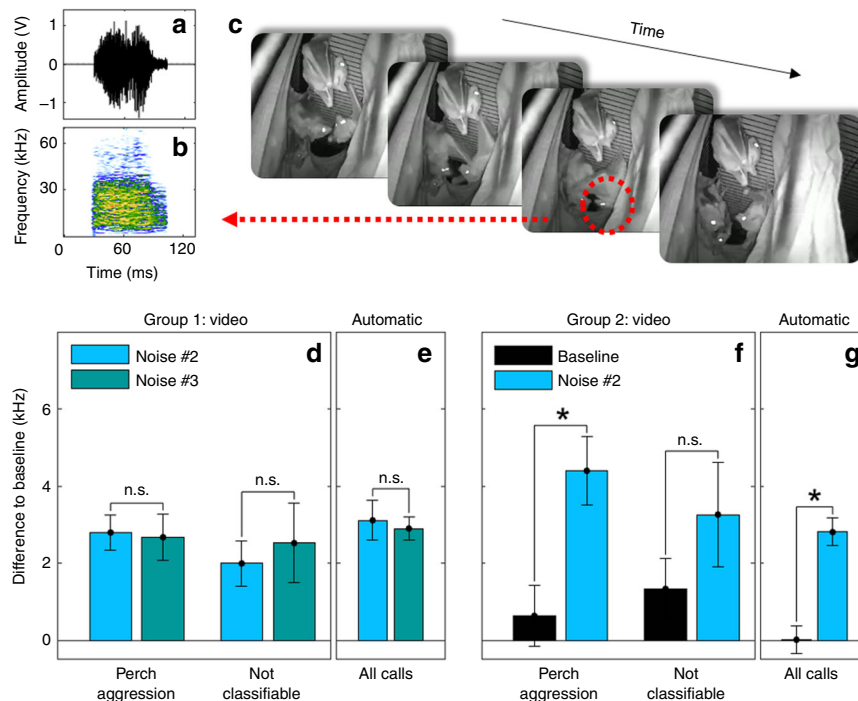 a
Amplitude (V)
1
0
−1
b
Frequency (kHz)
60
30
0 60 120
Time (ms)
c
Time
Group 1: video
d
Noise #2
Noise #3
Automatic
e
Group 2: video
f
Baseline
Noise #2
Automatic
g
Difference to baseline (kHz)
6
4
2
0
n.s.
n.s.
n.s.
*
n.s.
*
Perch
aggression
Not
classifiable
All calls
Perch
aggression
Not
classifiable
All calls